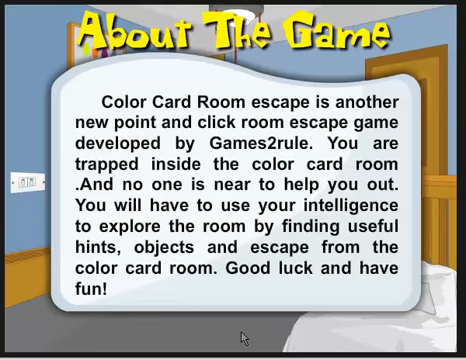 About The Game
Color Card Room escape is another
new point and click room escape game
developed by Games2rule. You are
trapped inside the color card room
.And no one is near to help you out.
You will have to use your intelligence
to explore the room by finding useful
hints, objects and escape from the
color card room. Good luck and have
fun!